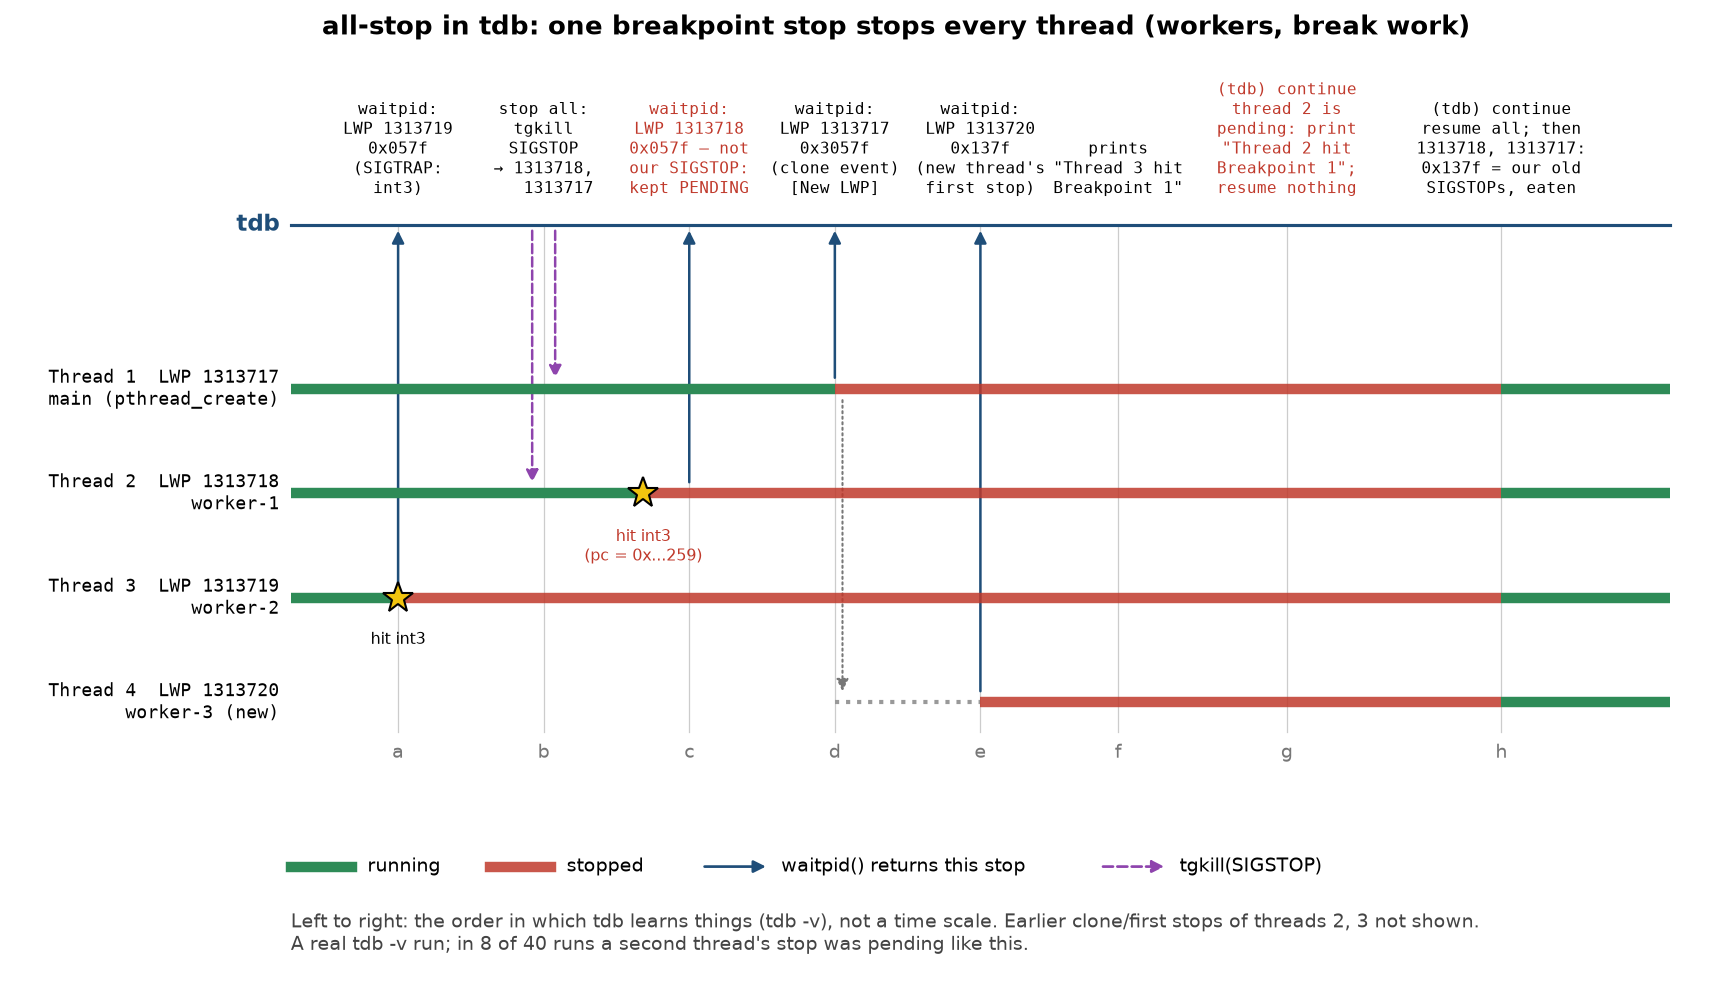 all-stop in tdb: one breakpoint stop stops every thread (workers, break work)
waitpid:
LWP 1313719
0x057f
(SIGTRAP:
int3)
stop all:
tgkill
SIGSTOP
→ 1313718,
1313717
waitpid:
LWP 1313718
0x057f — not
our SIGSTOP:
kept PENDING
waitpid:
LWP 1313717
0x3057f
(clone event)
[New LWP]
waitpid:
LWP 1313720
0x137f
(new thread's
first stop)
prints
"Thread 3 hit
Breakpoint 1"
(tdb) continue
thread 2 is
pending: print
"Thread 2 hit
Breakpoint 1";
resume nothing
(tdb) continue
resume all; then
1313718, 1313717:
0x137f = our old
SIGSTOPs, eaten
tdb
Thread 1 LWP 1313717
main (pthread_create)
Thread 2 LWP 1313718
worker-1
hit int3
(pc = 0x...259)
Thread 3 LWP 1313719
worker-2
hit int3
Thread 4 LWP 1313720
worker-3 (new)
a b c d e f g h
running
stopped
waitpid() returns this stop
tgkill(SIGSTOP)
Left to right: the order in which tdb learns things (tdb -v), not a time scale. Earlier clone/first stops of threads 2, 3 not shown.
A real tdb -v run; in 8 of 40 runs a second thread's stop was pending like this.